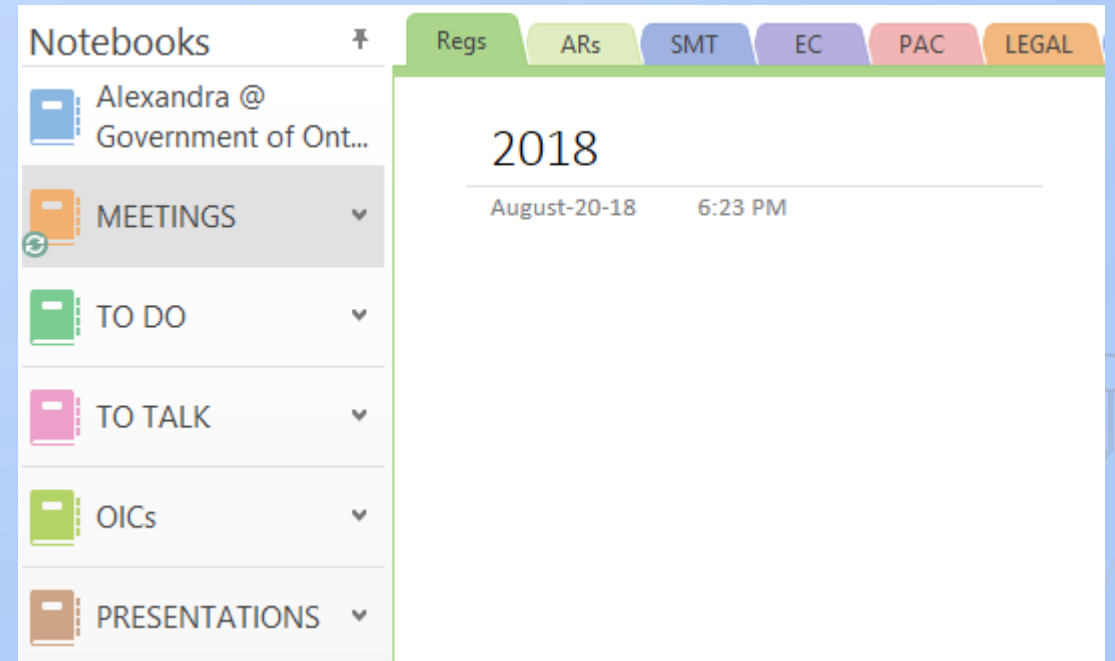 Notebooks
Alexandra @
Government of Ont...
MEETINGS
TO DO
TO TALK
OICs
PRESENTATIONS
Regs
ARs
SMT
EC
PAC
LEGAL
2018
August-20-18 6:23 PM